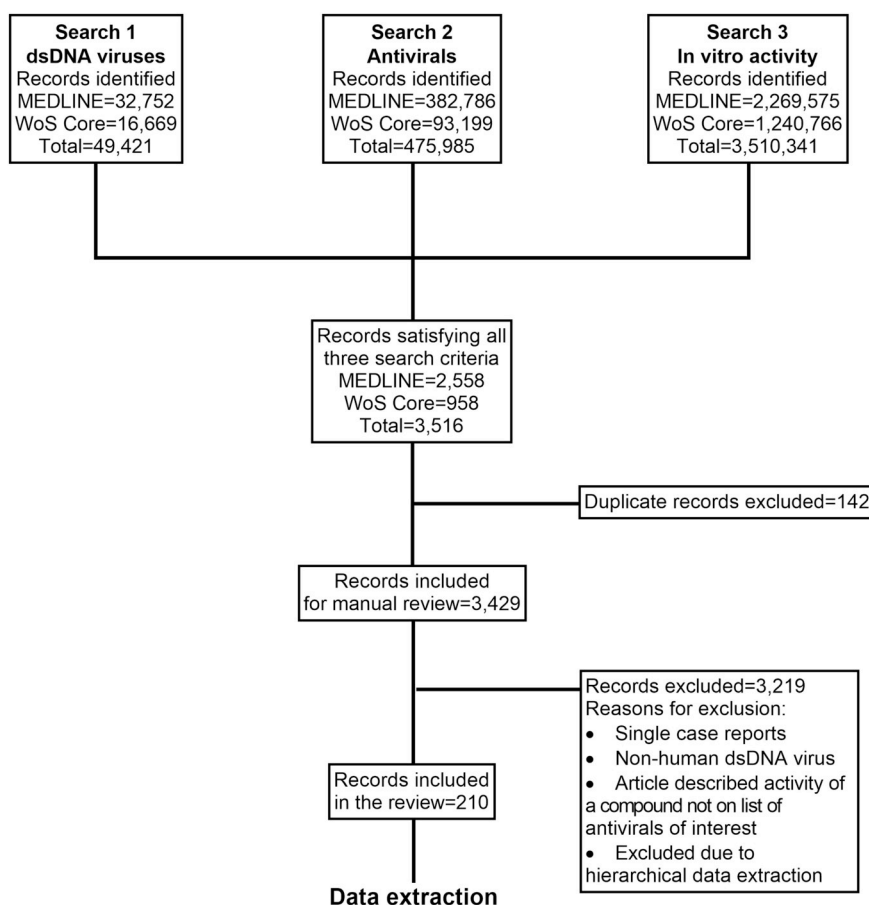 Search 1
dsDNA viruses
Records identified
MEDLINE=32,752
WoS Core=16,669
Total=49,421
Search 2
Antivirals
Records identified
MEDLINE=382,786
WoS Core=93,199
Total=475,985
Search 3
In vitro activity
Records identified
MEDLINE=2,269,575
WoS Core=1,240,766
Total=3,510,341
Records satisfying all
three search criteria
MEDLINE=2,558
WoS Core=958
Total=3,516
Duplicate records excluded=142
Records included
for manual review=3,429
Records excluded=3,219
Reasons for exclusion:
• Single case reports
• Non-human dsDNA virus
• Article described activity of
a compound not on list of
antivirals of interest
• Excluded due to
hierarchical data extraction
Records included
in the review=210
Data extraction